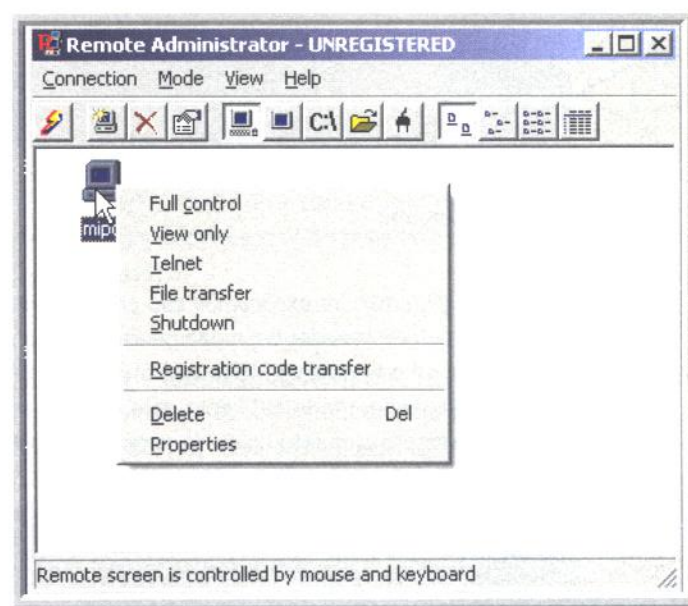 Remote Administrator - UNREGISTERED
Connection Mode View Help
C:\
Full control
View only
Telnet
File transfer
Shutdown
Registration code transfer
Delete Del
Properties
Remote screen is controlled by mouse and keyboard